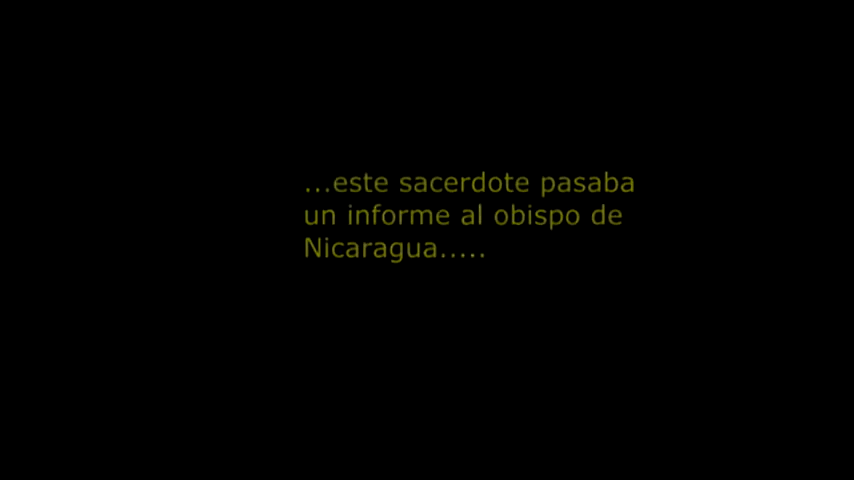 ...este sacerdote pasaba
un informe al obispo de
Nicaragua.....